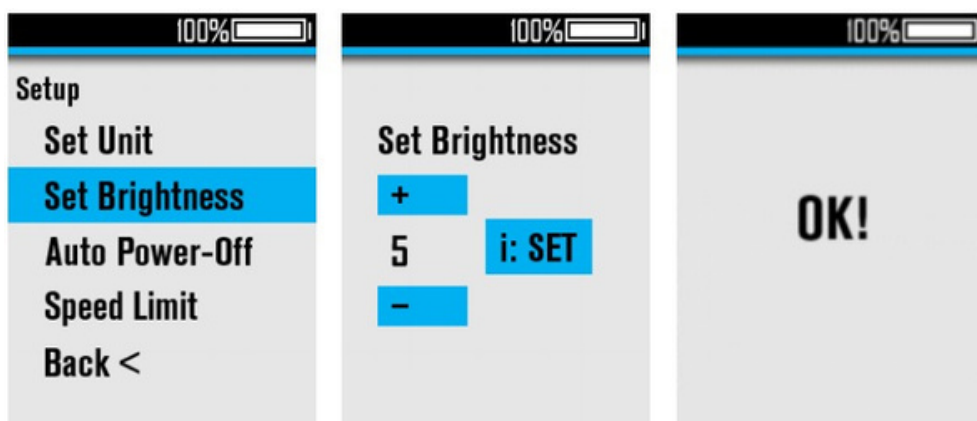 100%
Setup
Set Unit
Set Brightness
Auto Power-Off
Speed Limit
Back <
100%
Set Brightness
+
5
i: SET
−
100%
OK!